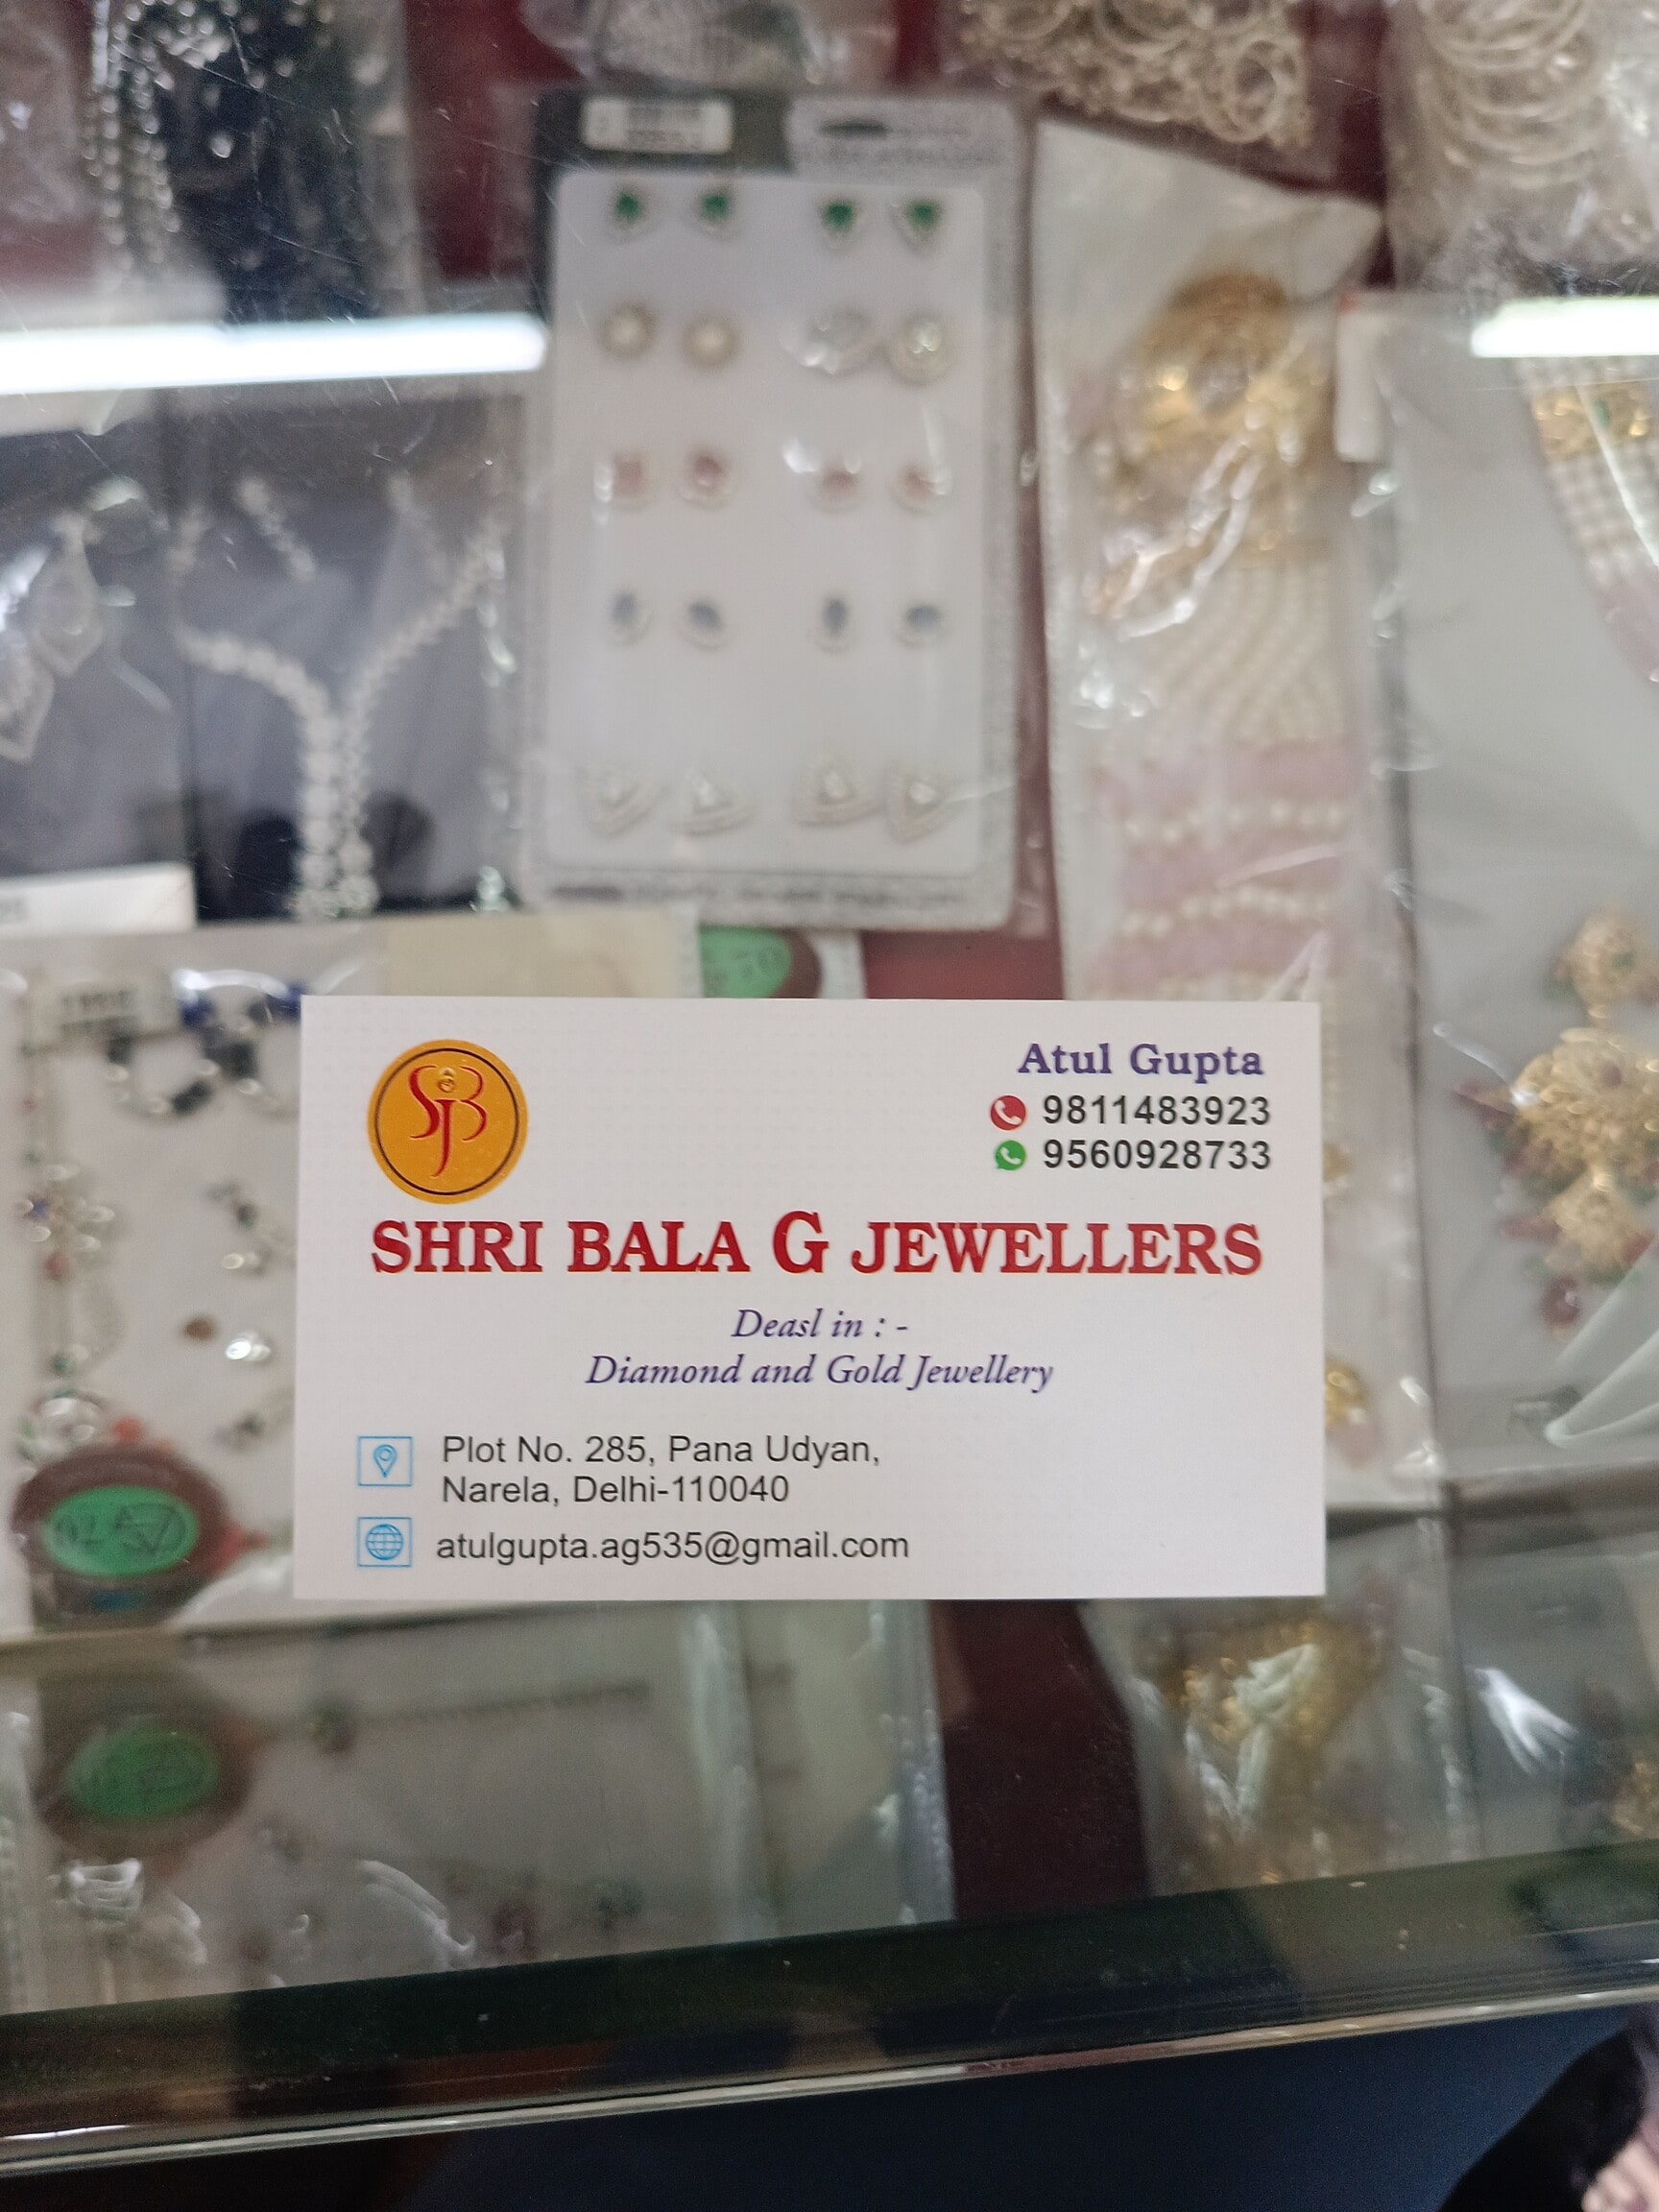 SJB
Atul Gupta
9811483923
9560928733
SHRI BALA G JEWELLERS
Deasl in : -
Diamond and Gold Jewellery
Plot No. 285, Pana Udyan,
Narela, Delhi-110040
atulgupta.ag535@gmail.com